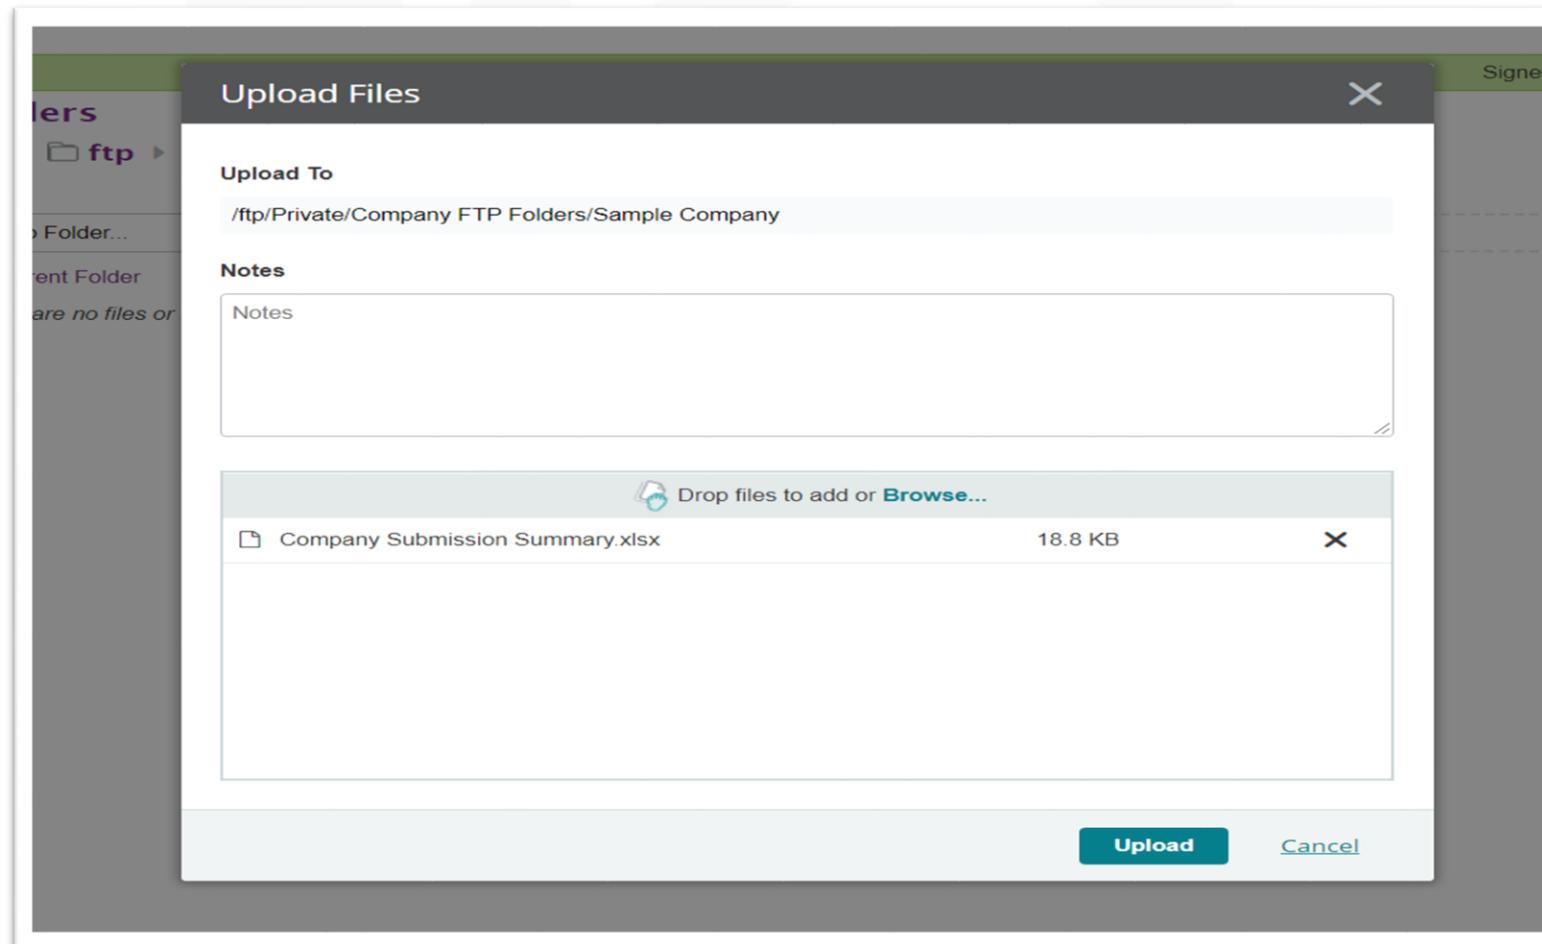 Signe
Upload Files
lers
ftp
Upload To
/ftp/Private/Company FTP Folders/Sample Company
Folder...
Notes
rent Folder
Notes
are no files or
Drop files to add or Browse...
Company Submission Summary.xlsx 18.8 KB
Upload Cancel